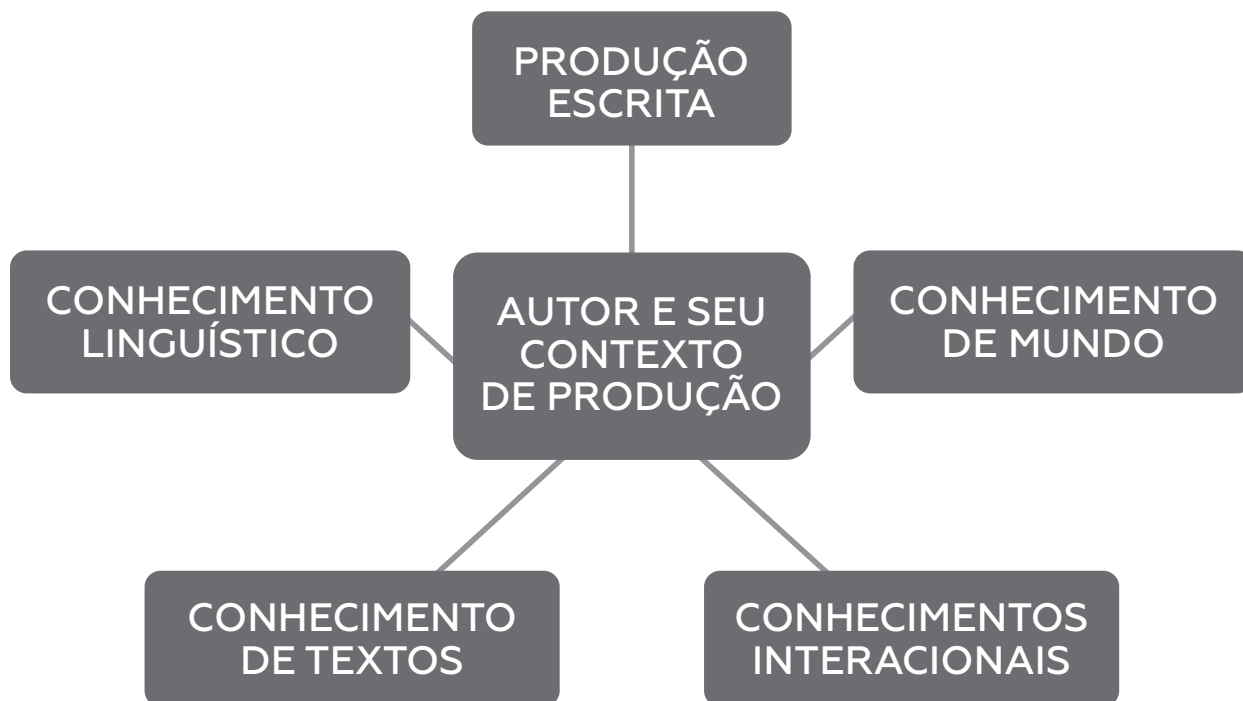 PRODUÇÃO
ESCRITA
CONHECIMENTO
LINGUÍSTICO
AUTOR E SEU
CONTEXTO
DE PRODUÇÃO
CONHECIMENTO
DE MUNDO
CONHECIMENTO
DE TEXTOS
CONHECIMENTOS
INTERACIONAIS